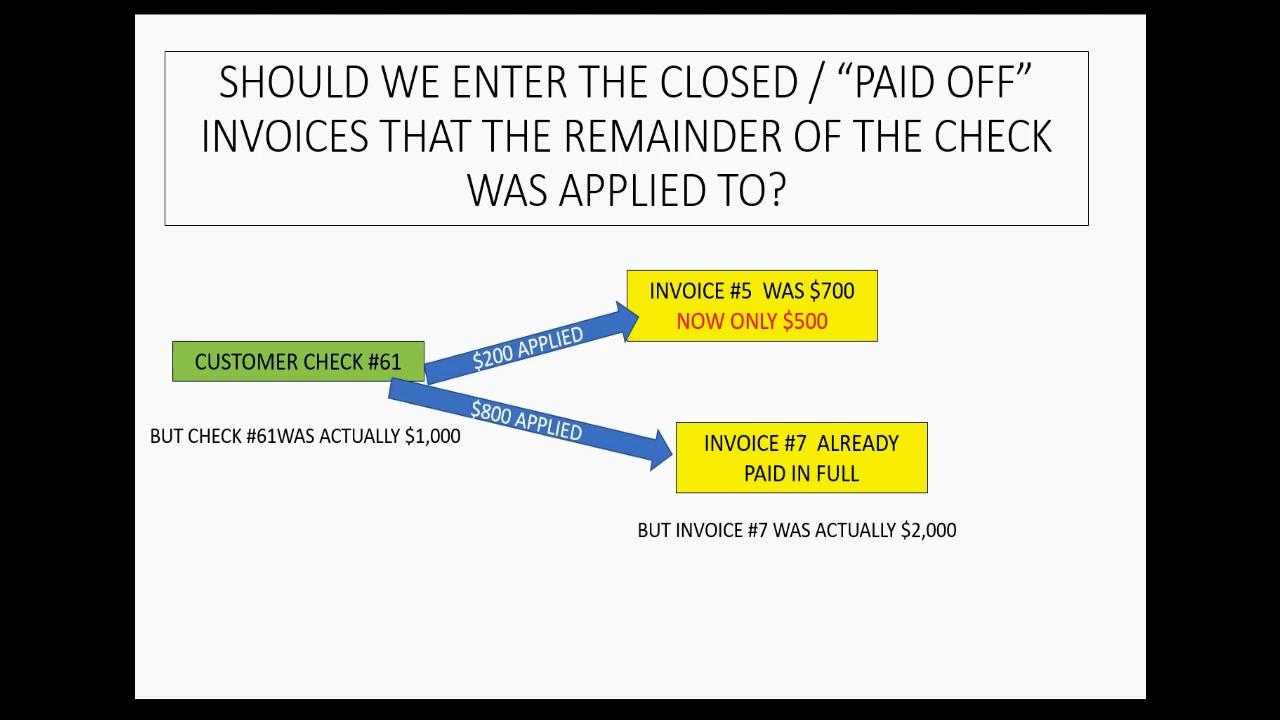 SHOULD WE ENTER THE CLOSED / “PAID OFF”
INVOICES THAT THE REMAINDER OF THE CHECK
WAS APPLIED TO?
INVOICE #5 WAS $700
NOW ONLY $500
$200 APPLIED
CUSTOMER CHECK #61
$800 APPLIED
BUT CHECK #61WAS ACTUALLY $1,000
INVOICE #7 ALREADY
PAID IN FULL
BUT INVOICE #7 WAS ACTUALLY $2,000